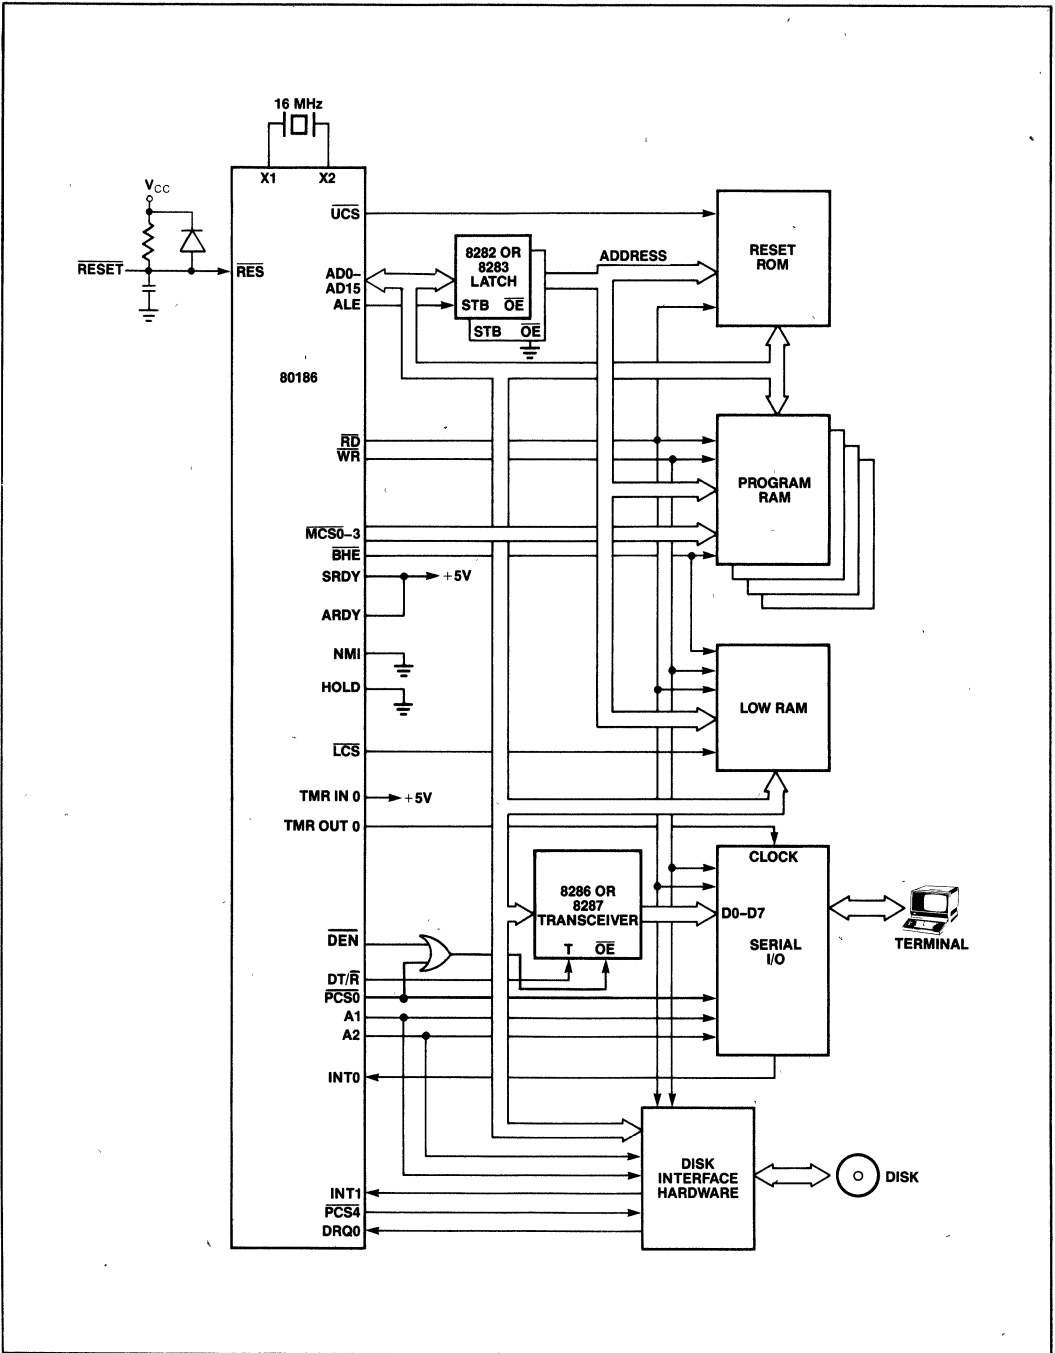 16 MHz
X1 X2
VCC
RESET
RES
80186
UCS
AD0–
AD15
ALE
RD
WR
MCS0–3
BHE
SRDY
+5V
ARDY
NMI
HOLD
LCS
TMR IN 0
+5V
TMR OUT 0
DEN
DT/R
PCS0
A1
A2
INT0
INT1
PCS4
DRQ0
8282 OR
8283
LATCH
STB OE
STB OE
ADDRESS
RESET
ROM
PROGRAM
RAM
LOW RAM
8286 OR
8287
TRANSCEIVER
T OE
CLOCK
D0–D7
SERIAL
I/O
TERMINAL
DISK
INTERFACE
HARDWARE
DISK